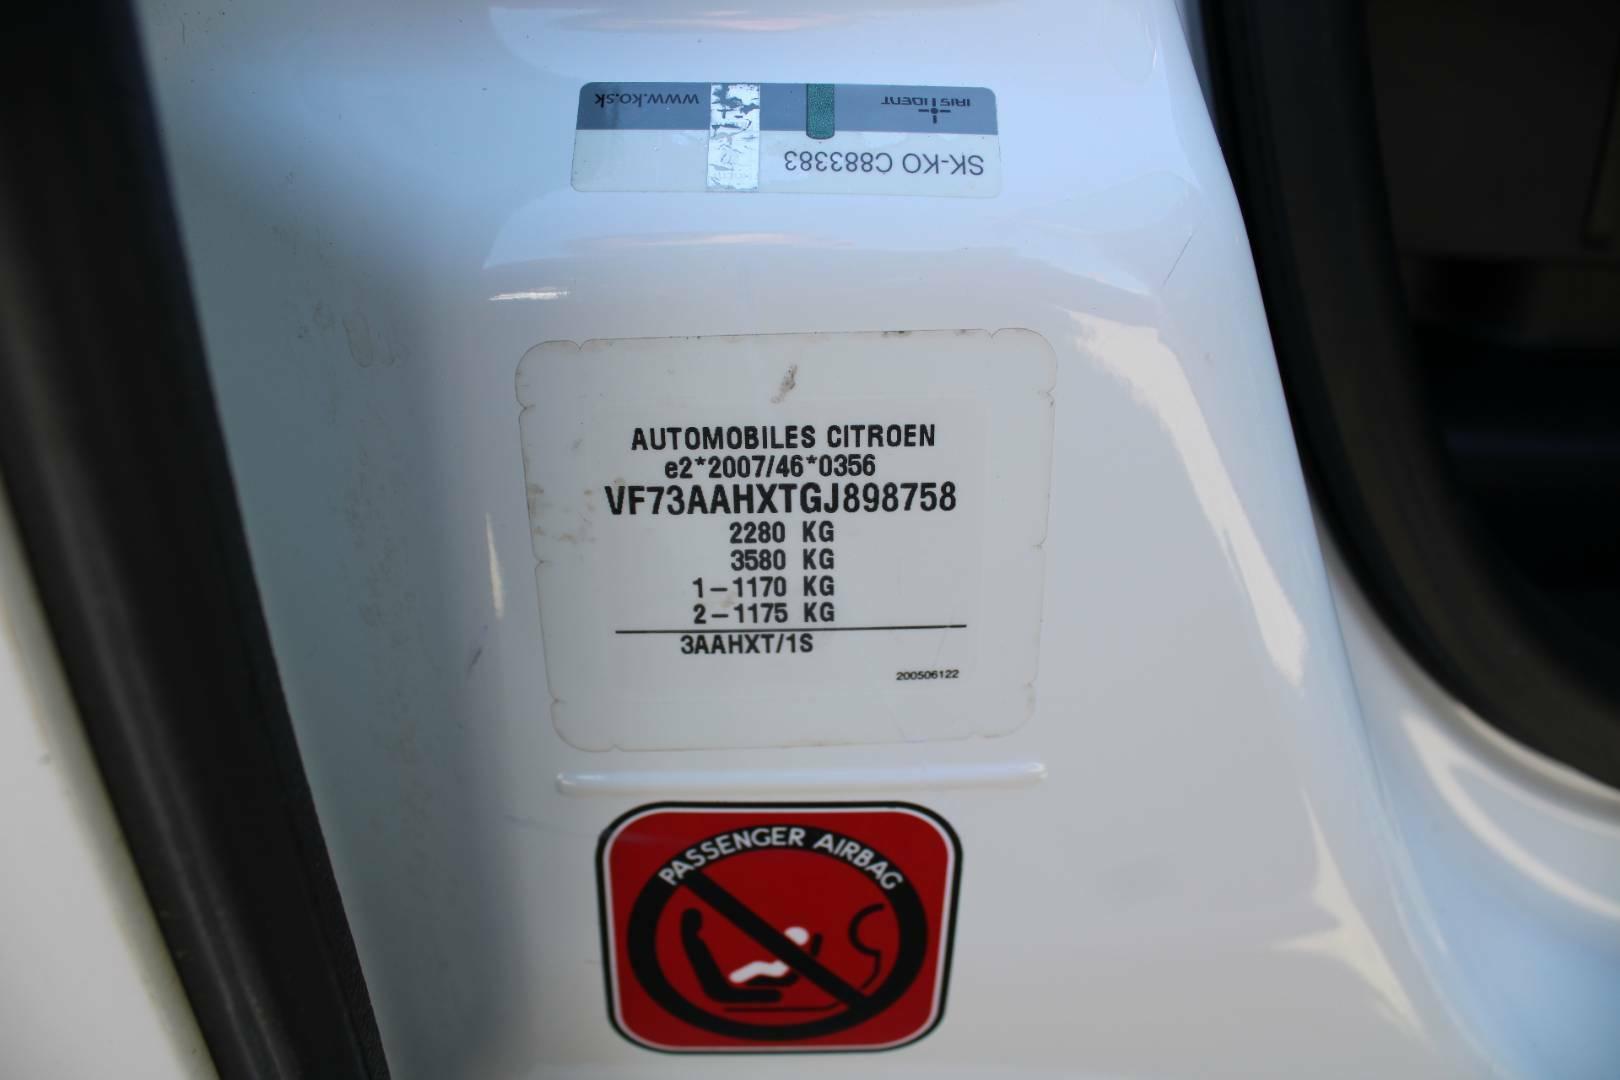 www.ko.sk
IRIS IDENT
SK-KO C883383
AUTOMOBILES CITROEN
e2*2007/46*0356
VF73AAHXTGJ898758
2280 KG
3580 KG
1-1170 KG
2-1175 KG
3AAHXT/1S
200506122
PASSENGER AIRBAG